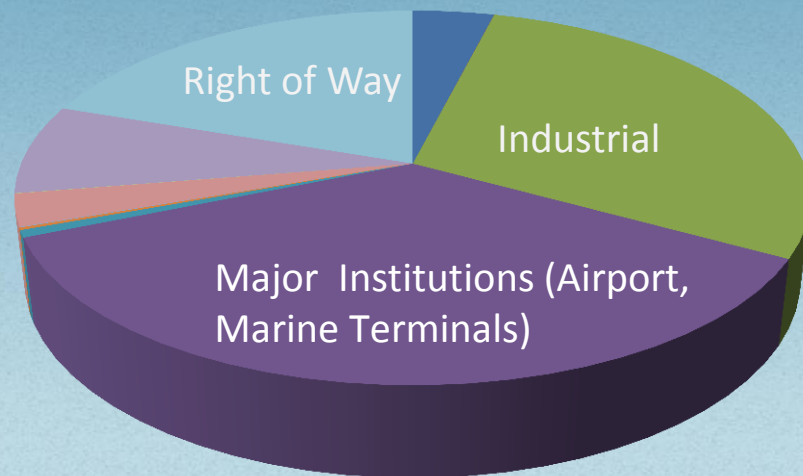 Right of Way
Industrial
Major  Institutions (Airport,
Marine Terminals)